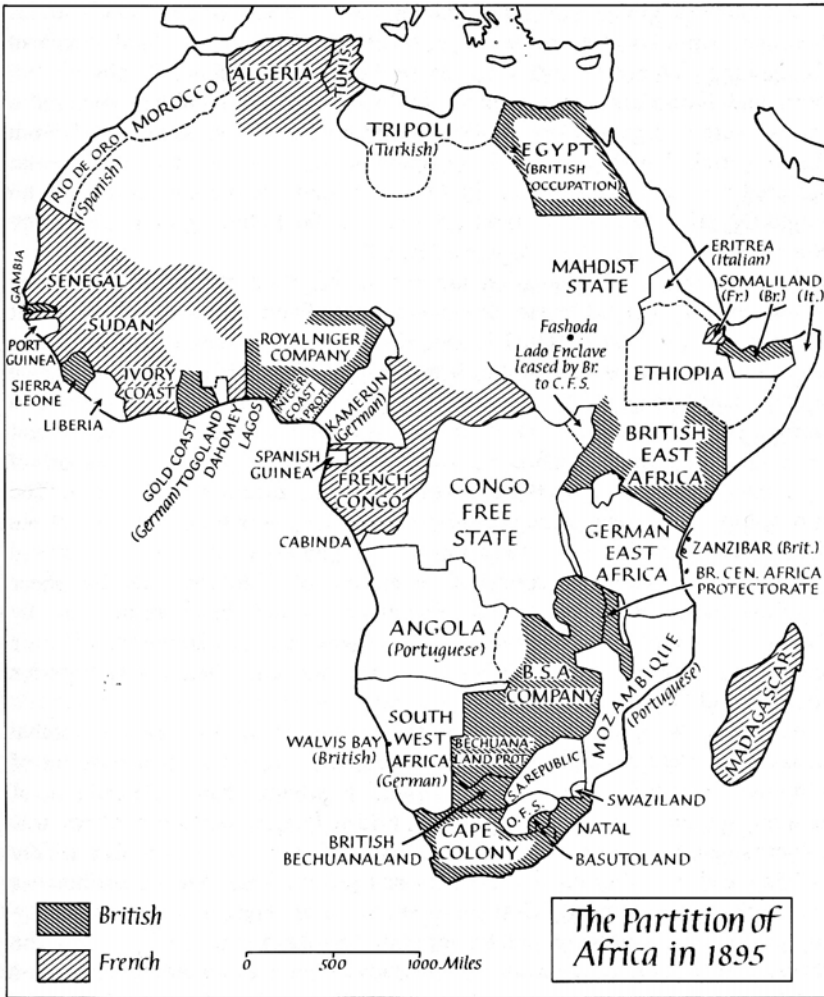 ALGERIA
TUNIS.
MOROCCO
RIO DE ORO
(Spanish)
TRIPOLI
(Turkish)
EGYPT
(BRITISH
OCCUPATION)
ERITREA
(Italian)
MAHDIST
STATE
SOMALILAND
(Fr.) (Br.) (It.)
GAMBIA
SENEGAL
SUDAN
PORT
GUINEA
SIERRA
LEONE
LIBERIA
IVORY
COAST
GOLD COAST
(German) TOGOLAND
DAHOMEY
LAGOS
ROYAL NIGER
COMPANY
NIGER
COAST
PROT.
KAMERUN
(German)
Fashoda
Lado Enclave
leased by Br.
to C.F.S.
ETHIOPIA
BRITISH
EAST
AFRICA
SPANISH
GUINEA
FRENCH
CONGO
CONGO
FREE
STATE
CABINDA
GERMAN
EAST
AFRICA
ZANZIBAR (Brit.)
BR. CEN. AFRICA
PROTECTORATE
ANGOLA
(Portuguese)
B.S.A.
COMPANY
MOZAMBIQUE
(Portuguese)
MADAGASCAR
WALVIS BAY
(British)
SOUTH
WEST
AFRICA
(German)
BECHUANA-
LAND PROT.
S.A. REPUBLIC
O.F.S.
SWAZILAND
NATAL
BASUTOLAND
BRITISH
BECHUANALAND
CAPE
COLONY
British
French
0 500 1000 Miles
The Partition of
Africa in 1895